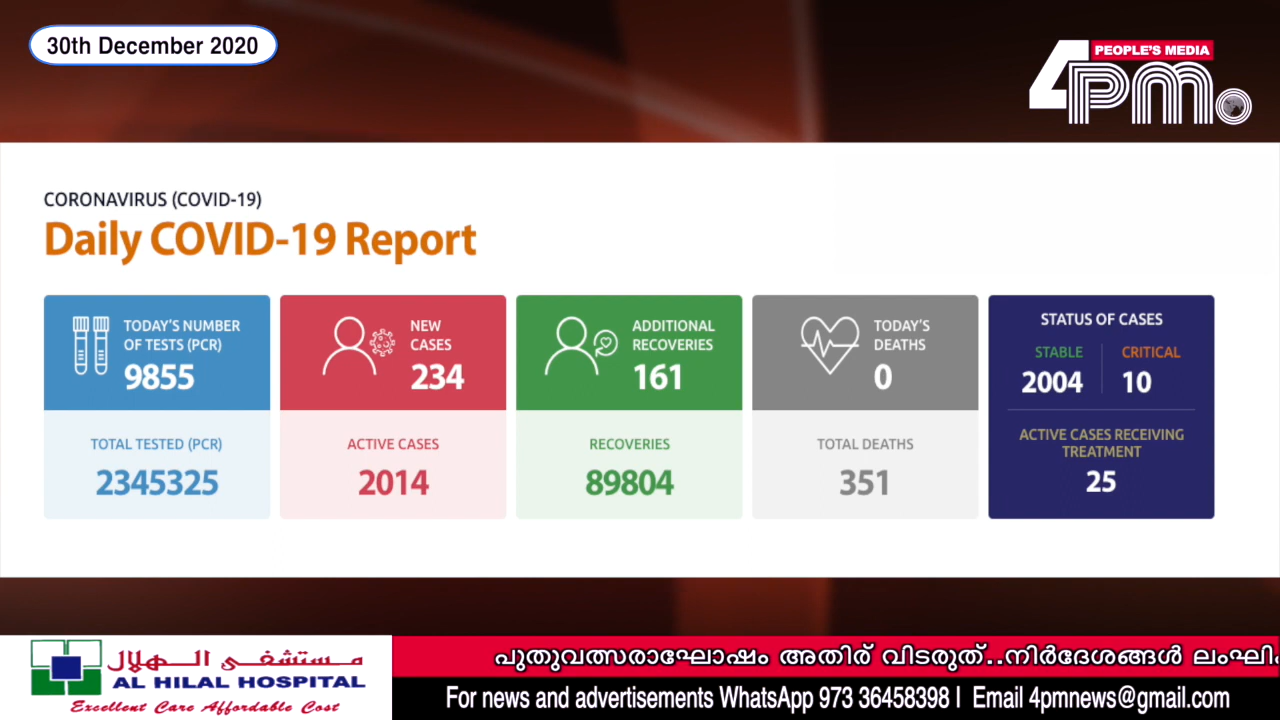 30th December 2020
PEOPLE'S MEDIA
4pm
CORONAVIRUS (COVID-19)
Daily COVID-19 Report
TODAY'S NUMBER
OF TESTS (PCR)
9855
TOTAL TESTED (PCR)
2345325
NEW
CASES
234
ACTIVE CASES
2014
ADDITIONAL
RECOVERIES
161
RECOVERIES
89804
TODAY'S
DEATHS
0
TOTAL DEATHS
351
STATUS OF CASES
STABLE CRITICAL
2004 10
ACTIVE CASES RECEIVING
TREATMENT
25
مستشفى الهلال
AL HILAL HOSPITAL
Excellent Care Affordable Cost
പുതുവത്സരാഘോഷം അതിര് വിടരുത്..നിർദേശങ്ങൾ ലംഘി
For news and advertisements WhatsApp 973 36458398 I Email 4pmnews@gmail.com